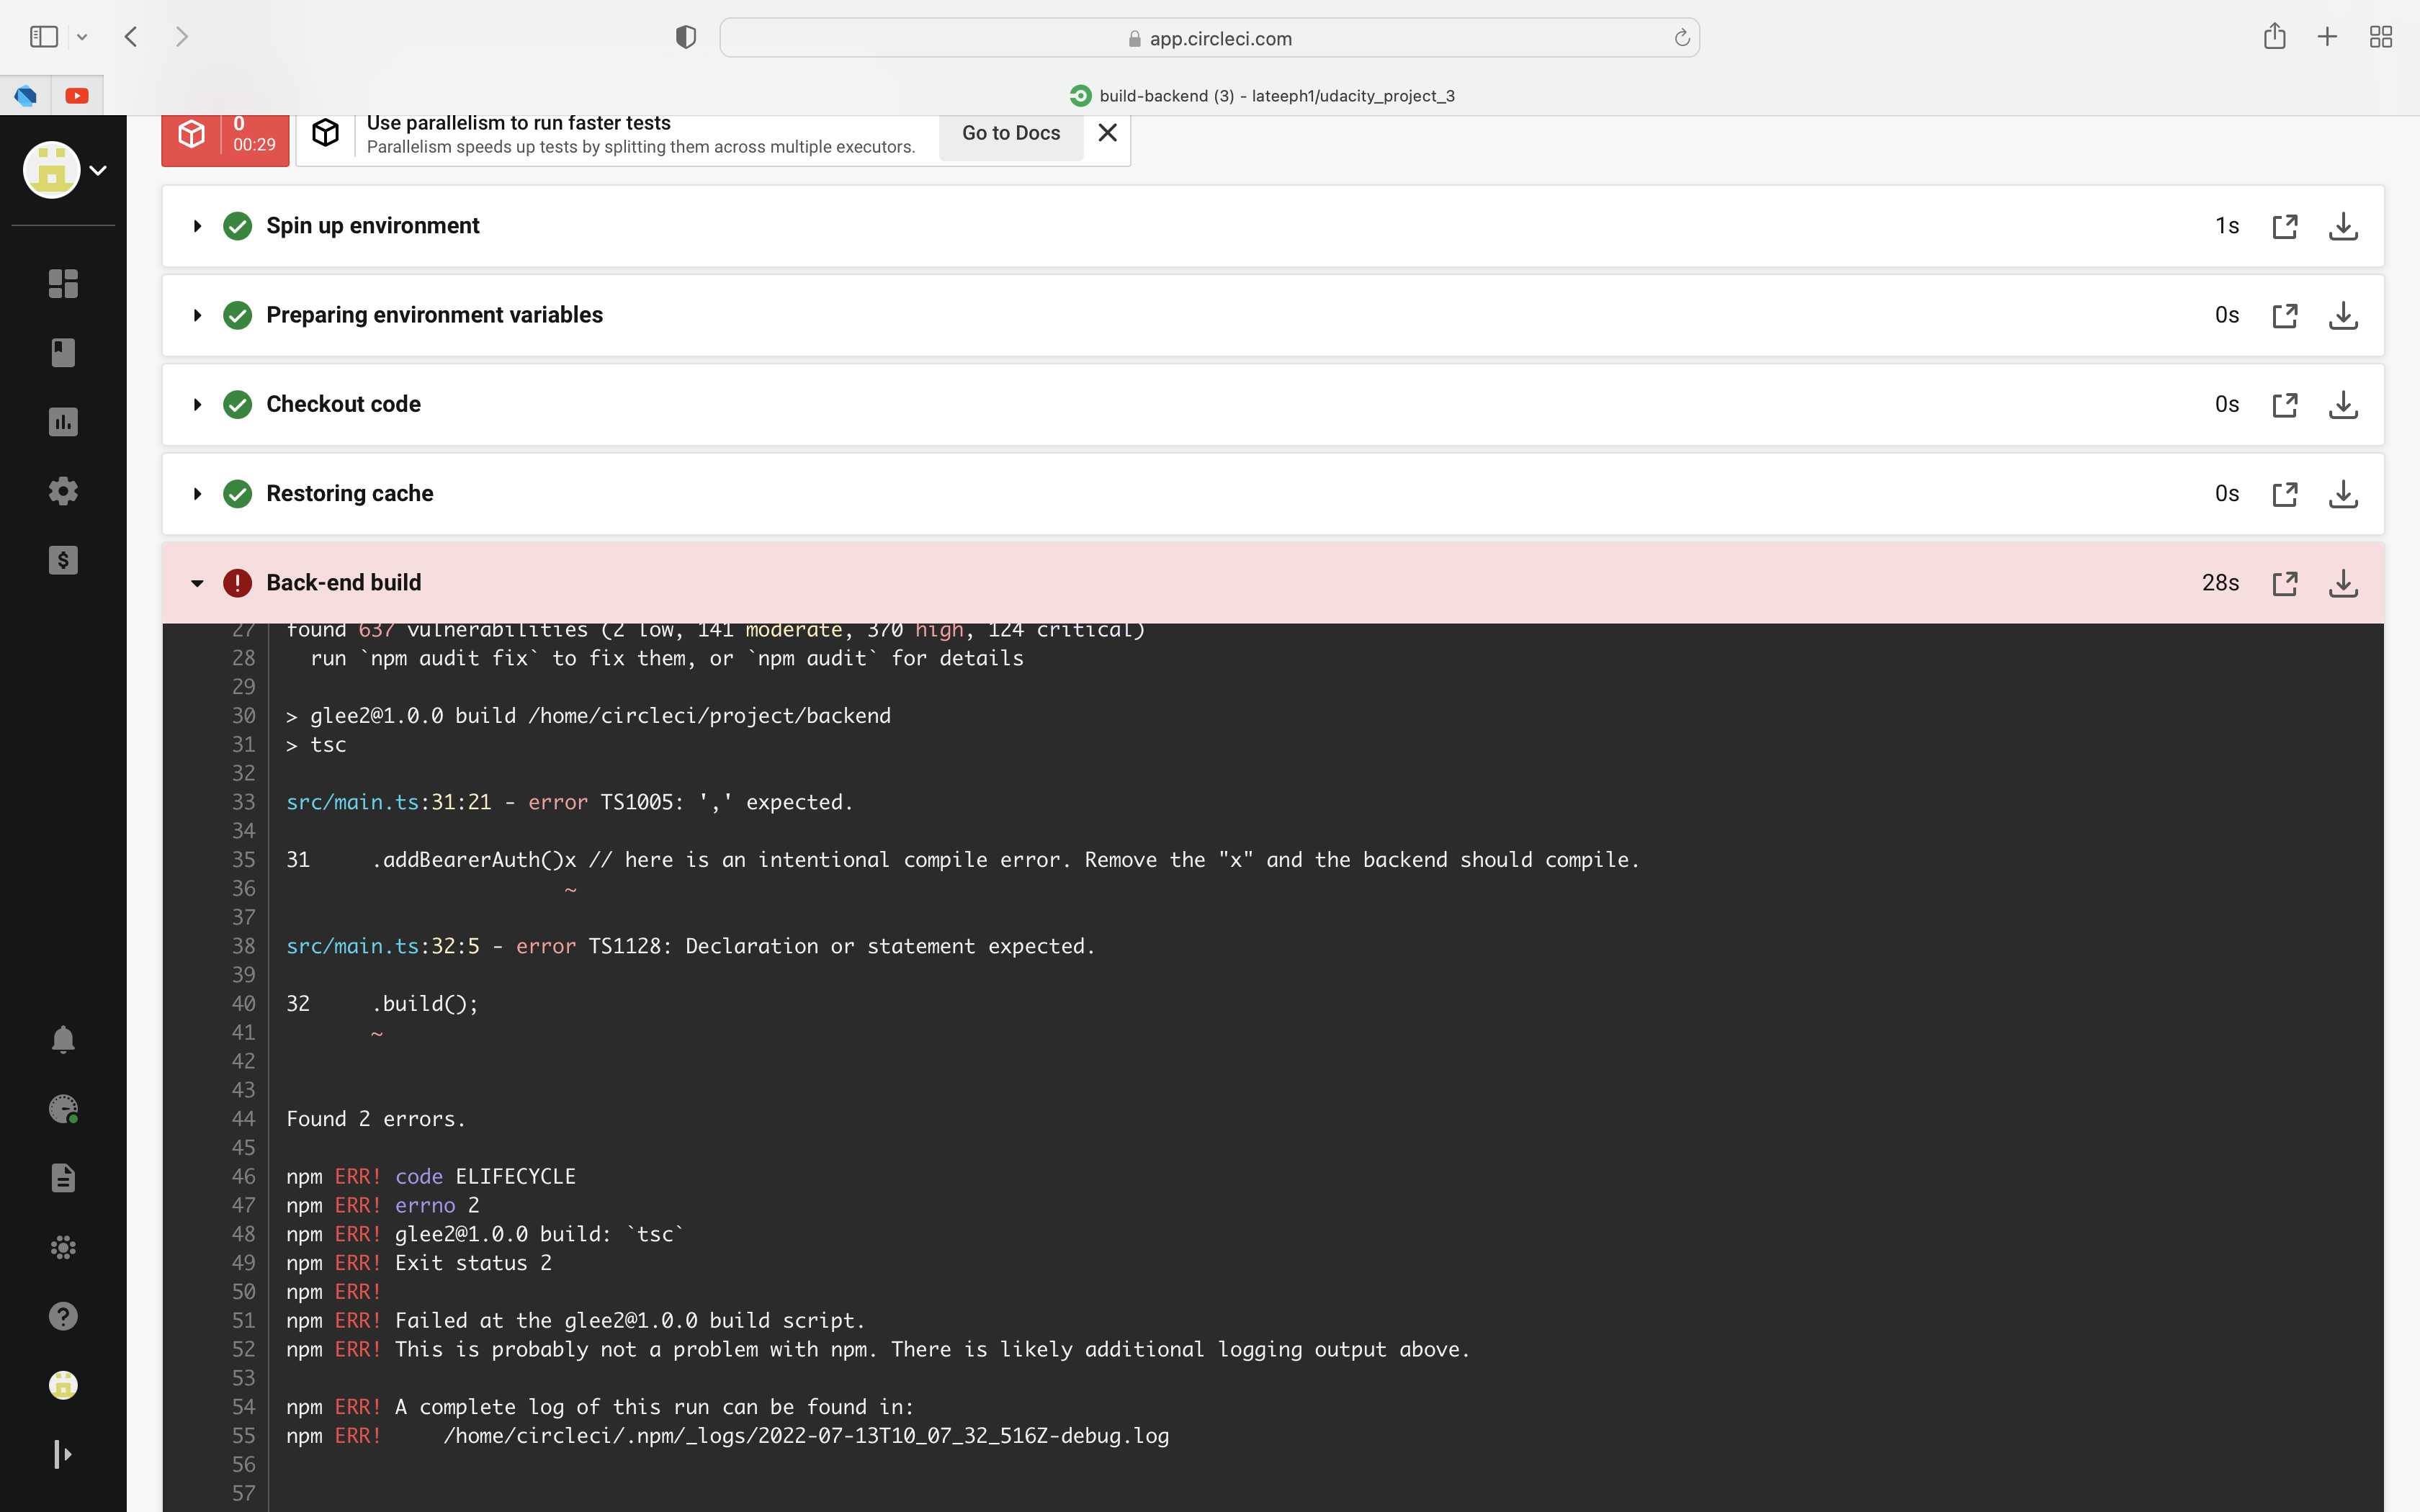 app.circleci.com
build-backend (3) - lateeph1/udacity_project_3
0
00:29
Use parallelism to run faster tests
Parallelism speeds up tests by splitting them across multiple executors.
Go to Docs
Spin up environment
1s
Preparing environment variables
0s
Checkout code
0s
Restoring cache
0s
Back-end build
28s
27 found 637 vulnerabilities (2 low, 141 moderate, 370 high, 124 critical)
28 run `npm audit fix` to fix them, or `npm audit` for details
29
30 > glee2@1.0.0 build /home/circleci/project/backend
31 > tsc
32
33 src/main.ts:31:21 - error TS1005: ',' expected.
34
35 31 .addBearerAuth()x // here is an intentional compile error. Remove the "x" and the backend should compile.
36 ~
37
38 src/main.ts:32:5 - error TS1128: Declaration or statement expected.
39
40 32 .build();
41 ~
42
43
44 Found 2 errors.
45
46 npm ERR! code ELIFECYCLE
47 npm ERR! errno 2
48 npm ERR! glee2@1.0.0 build: `tsc`
49 npm ERR! Exit status 2
50 npm ERR!
51 npm ERR! Failed at the glee2@1.0.0 build script.
52 npm ERR! This is probably not a problem with npm. There is likely additional logging output above.
53
54 npm ERR! A complete log of this run can be found in:
55 npm ERR! /home/circleci/.npm/_logs/2022-07-13T10_07_32_516Z-debug.log
56
57